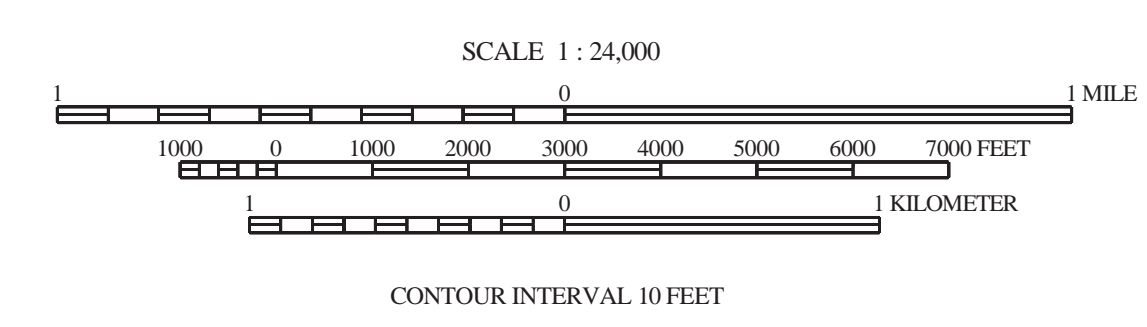 SCALE 1 : 24,000
1 0 1 MILE
1000 0 1000 2000 3000 4000 5000 6000 7000 FEET
1 0 1 KILOMETER
CONTOUR INTERVAL 10 FEET